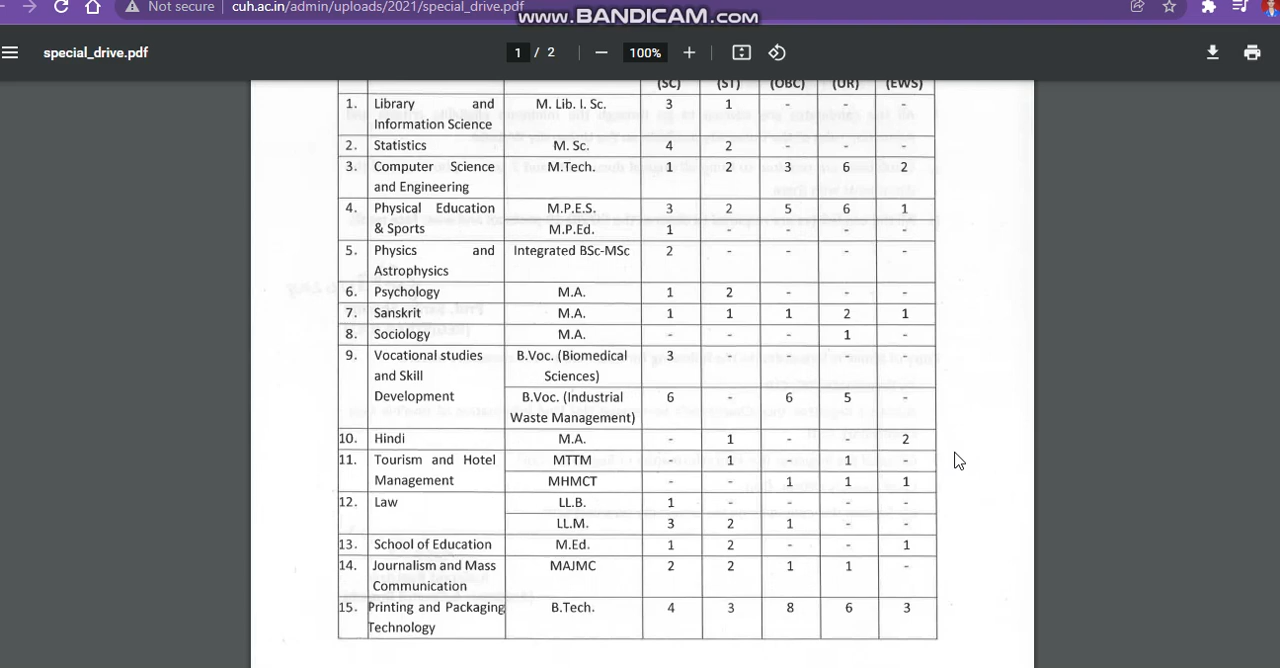 Not secure cuh.ac.in/admin/uploads/2021/special_drive.pdf
www.BANDICAM.com
special_drive.pdf 1 / 2 — 100% +
(SC) (ST) (OBC) (UR) (EWS)
1. Library and M. Lib. I. Sc. 3 1 - - -
Information Science
2. Statistics M. Sc. 4 2 - - -
3. Computer Science M.Tech. 1 2 3 6 2
and Engineering
4. Physical Education M.P.E.S. 3 2 5 6 1
& Sports M.P.Ed. 1 - - - -
5. Physics and Integrated BSc-MSc 2 - - - -
Astrophysics
6. Psychology M.A. 1 2 - - -
7. Sanskrit M.A. 1 1 1 2 1
8. Sociology M.A. - - - 1 -
9. Vocational studies B.Voc. (Biomedical 3 - - - -
and Skill Sciences)
Development B.Voc. (Industrial 6 - 6 5 -
Waste Management)
10. Hindi M.A. - 1 - - 2
11. Tourism and Hotel MTTM - 1 - 1 -
Management MHMCT - - 1 1 1
12. Law LL.B. 1 - - - -
LL.M. 3 2 1 - -
13. School of Education M.Ed. 1 2 - - 1
14. Journalism and Mass MAJMC 2 2 1 1 -
Communication
15. Printing and Packaging B.Tech. 4 3 8 6 3
Technology